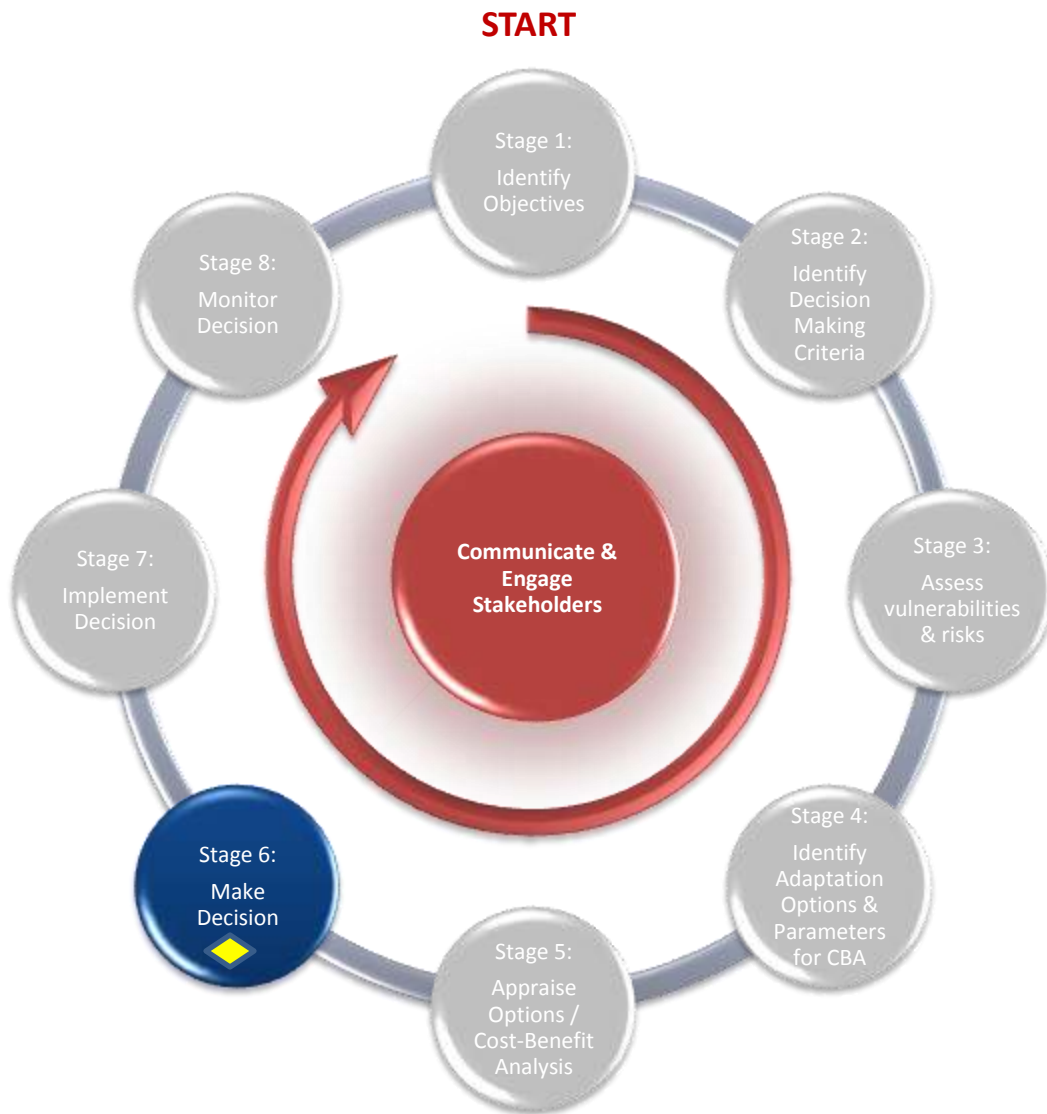 START
Stage 1:
Identify
Objectives
Stage 2:
Identify
Decision
Making
Criteria
Stage 3:
Assess
vulnerabilities
& risks
Stage 4:
Identify
Adaptation
Options &
Parameters
for CBA
Stage 5:
Appraise
Options /
Cost-Benefit
Analysis
Stage 6:
Make
Decision
Stage 7:
Implement
Decision
Stage 8:
Monitor
Decision
Communicate &
Engage
Stakeholders